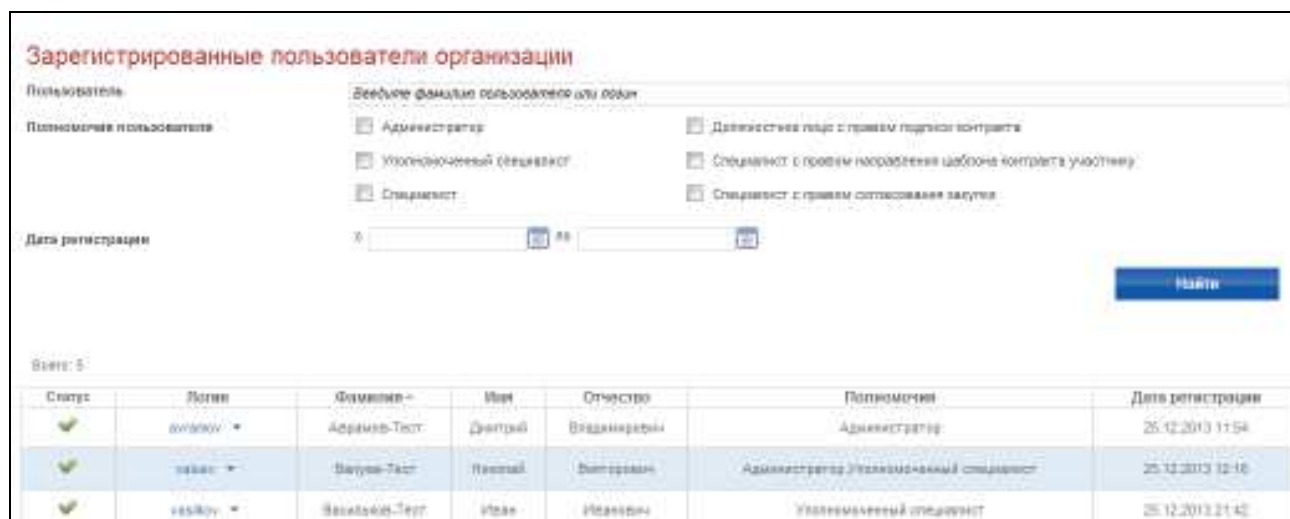 Зарегистрированные пользователи организации
Пользователь Введите фамилию пользователя или логин
Полномочия пользователя Администратор Должностное лицо с правом подписи контракта
Уполномоченный специалист Специалист с правом направления шаблона контракта участнику
Специалист Специалист с правом согласования закупки
Дата регистрации с по
Найти
Всего: 5
Статус Логин Фамилия Имя Отчество Полномочия Дата регистрации
avramov Аврамов-Тест Дмитрий Владимирович Администратор 25.12.2013 11:54
Николай Викторович Администратор,Уполномоченный специалист 25.12.2013 12:16
vasilkov Васильков-Тест Иван Иванович Уполномоченный специалист 25.12.2013 21:42